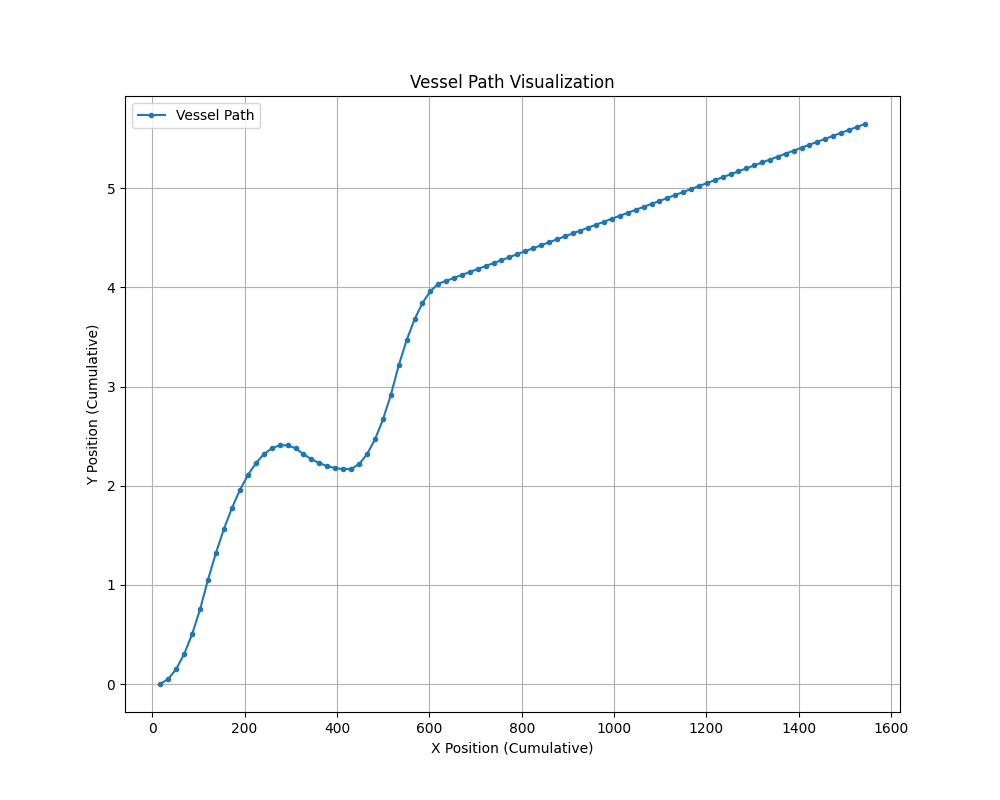 Vessel Path Visualization
Vessel Path
Y Position (Cumulative)
5
4
3
2
1
0
0 200 400 600 800 1000 1200 1400 1600
X Position (Cumulative)